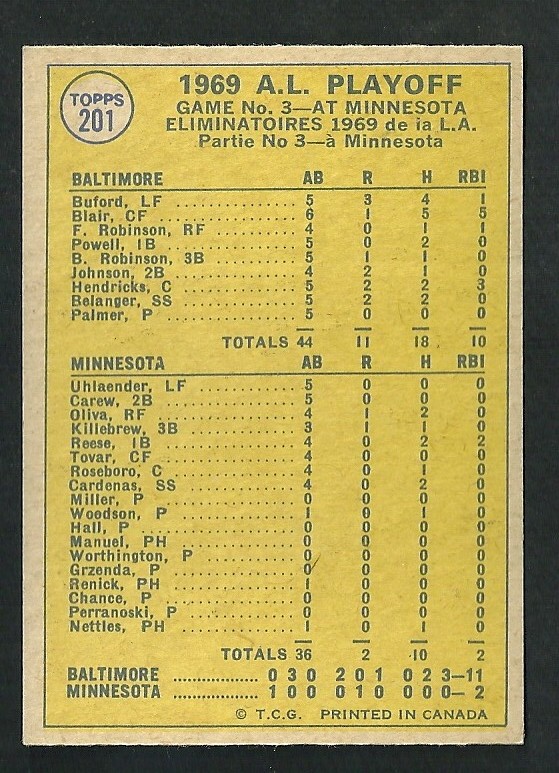 TOPPS
201
1969 A.L. PLAYOFF
GAME No. 3—AT MINNESOTA
ELIMINATOIRES 1969 de la L.A.
Partie No 3—à Minnesota
BALTIMORE AB R H RBI
Buford, LF 5 3 4 1
Blair, CF 6 1 5 5
F. Robinson, RF 4 0 1 1
Powell, 1B 5 0 2 0
B. Robinson, 3B 5 1 1 0
Johnson, 2B 4 2 1 0
Hendricks, C 5 2 2 3
Belanger, SS 5 2 2 0
Palmer, P 5 0 0 0
TOTALS 44 11 18 10
MINNESOTA AB R H RBI
Uhlaender, LF 5 0 0 0
Carew, 2B 5 0 0 0
Oliva, RF 4 1 2 0
Killebrew, 3B 3 1 1 0
Reese, 1B 4 0 2 2
Tovar, CF 4 0 0 0
Roseboro, C 4 0 1 0
Cardenas, SS 4 0 2 0
Miller, P 0 0 0 0
Woodson, P 1 0 1 0
Hall, P 0 0 0 0
Manuel, PH 0 0 0 0
Worthington, P 0 0 0 0
Grzenda, P 0 0 0 0
Renick, PH 1 0 0 0
Chance, P 0 0 0 0
Perranoski, P 0 0 0 0
Nettles, PH 1 0 1 0
TOTALS 36 2 10 2
BALTIMORE 0 3 0 2 0 1 0 2 3—11
MINNESOTA 1 0 0 0 1 0 0 0 0— 2
© T.C.G. PRINTED IN CANADA